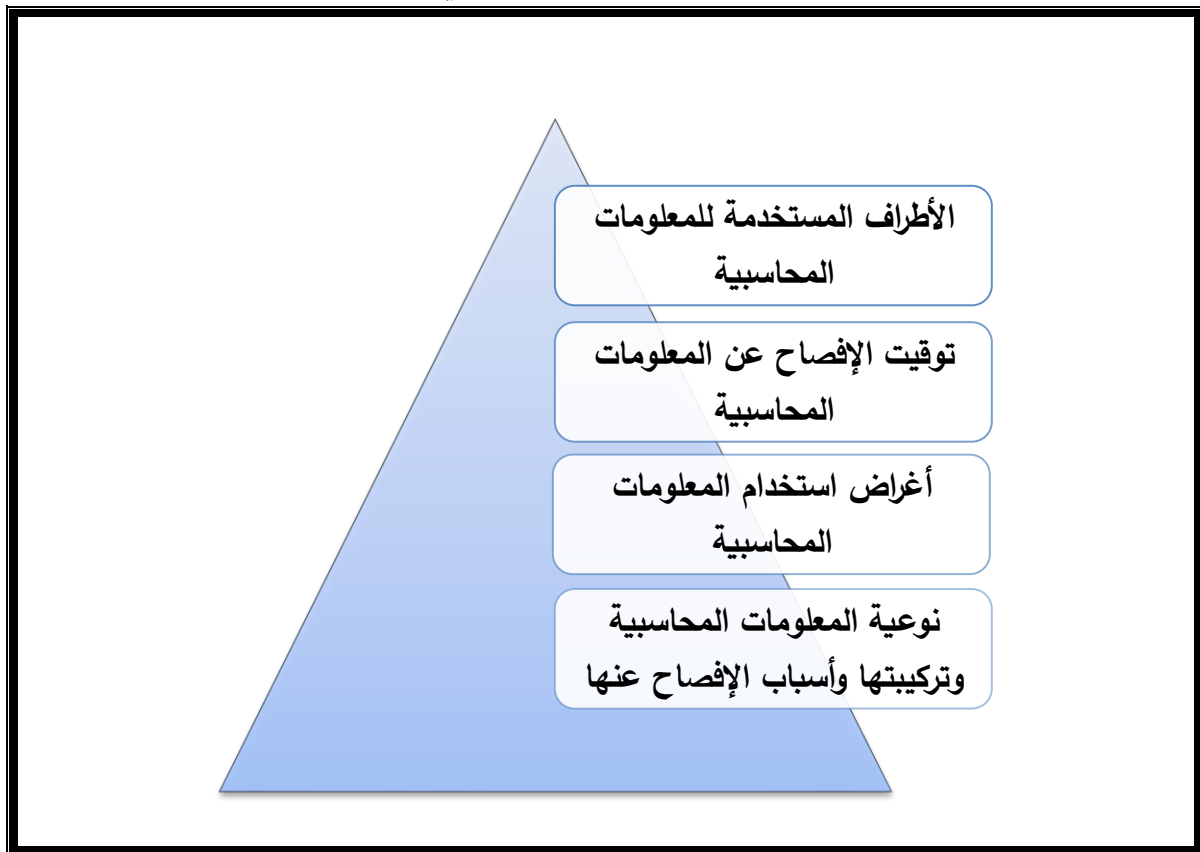 الأطراف المستخدمة للمعلومات
المحاسبية
توقيت الإفصاح عن المعلومات
المحاسبية
أغراض استخدام المعلومات
المحاسبية
نوعية المعلومات المحاسبية
وتركيبتها وأسباب الإفصاح عنها